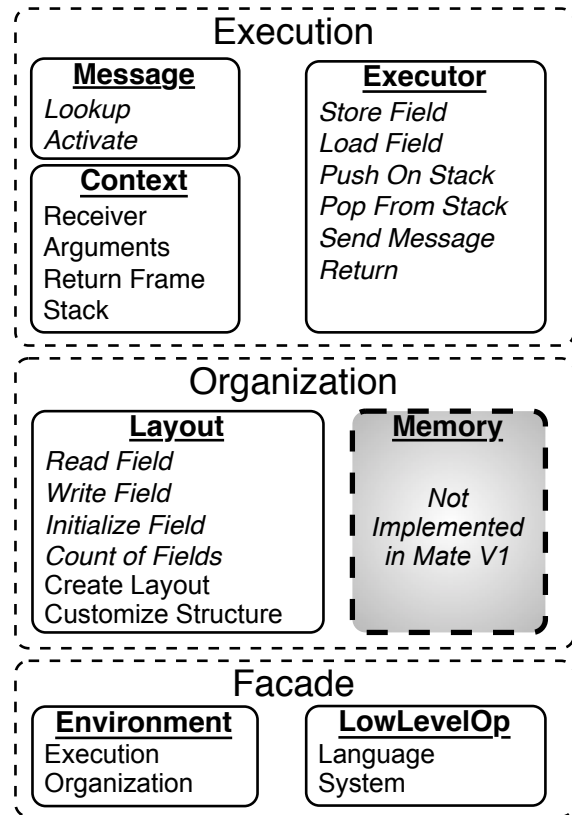 Execution
Message
Lookup
Activate
Context
Receiver
Arguments
Return Frame
Stack
Executor
Store Field
Load Field
Push On Stack
Pop From Stack
Send Message
Return
Organization
Layout
Read Field
Write Field
Initialize Field
Count of Fields
Create Layout
Customize Structure
Memory
Not
Implemented
in Mate V1
Facade
Environment
Execution
Organization
LowLevelOp
Language
System